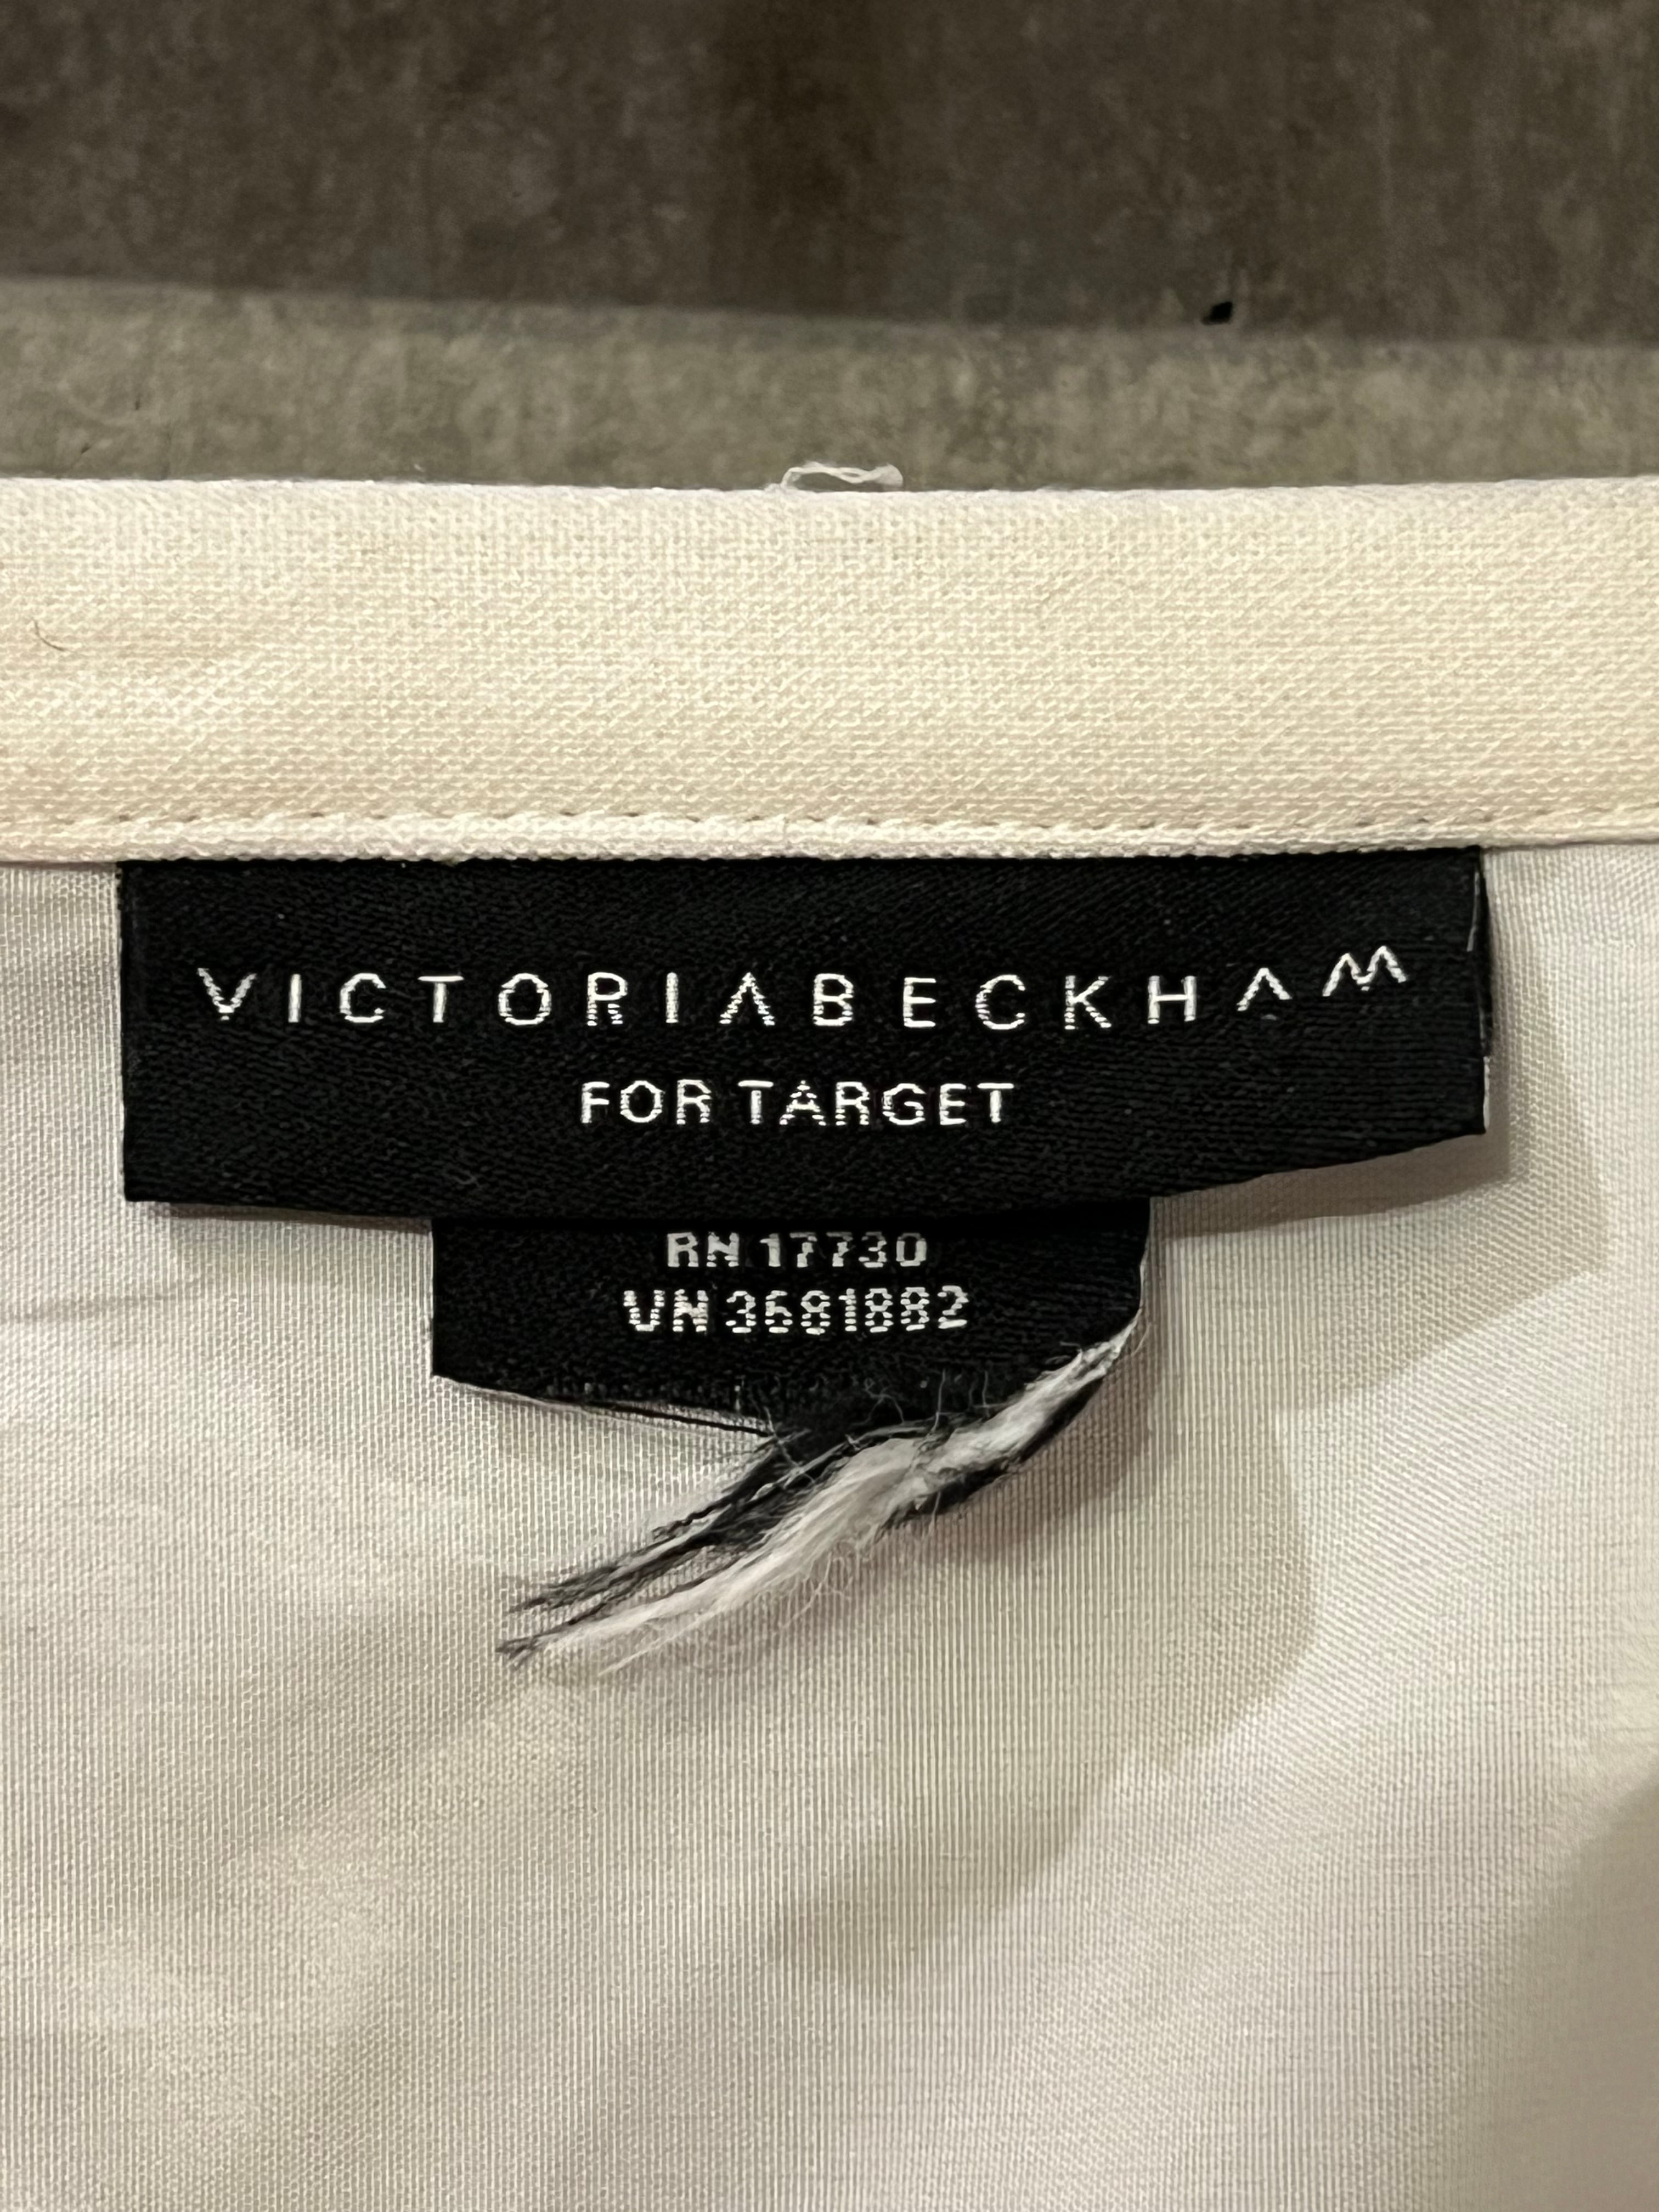 VICTORIABECKHAM
FOR TARGET
RN 17730
VN 3681882